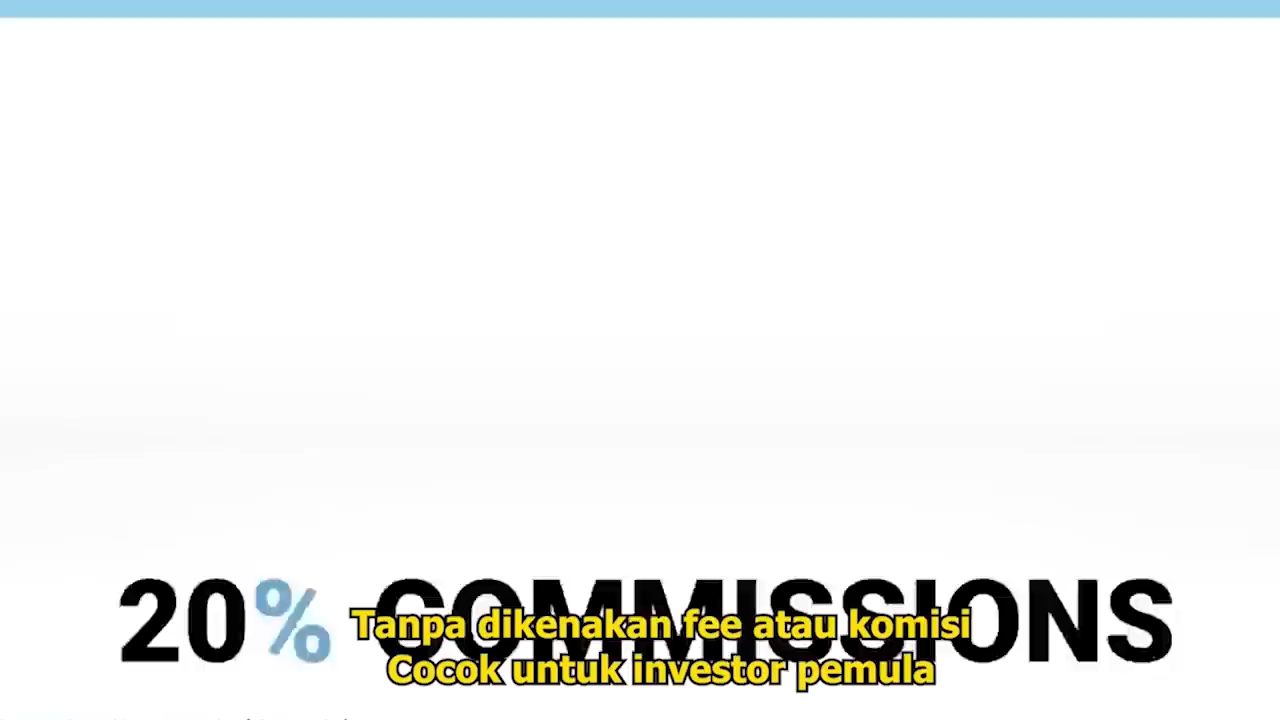 20% COMMISSIONS
Tanpa dikenakan fee atau komisi
Cocok untuk investor pemula